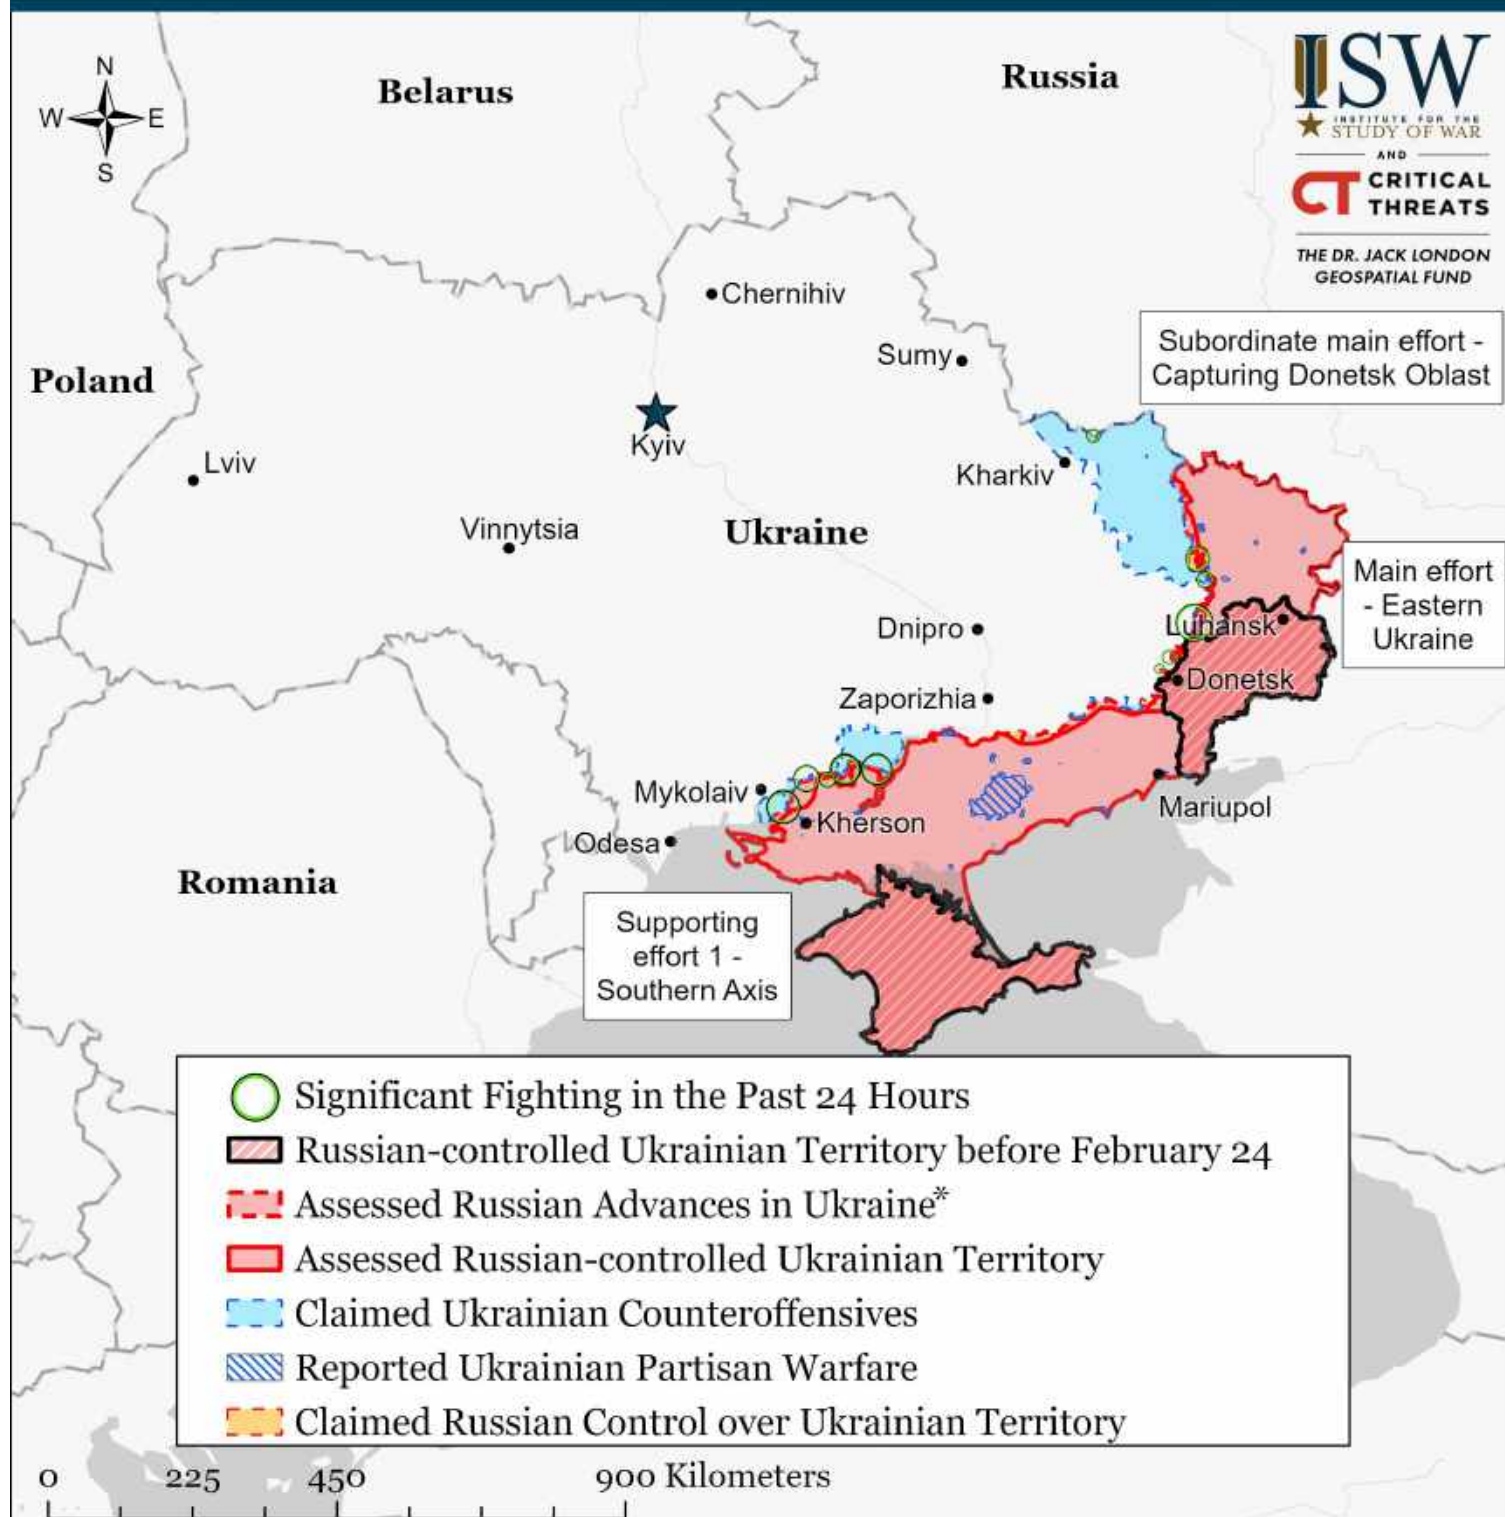 N
W E
S
Belarus
Russia
ISW
INSTITUTE FOR THE
STUDY OF WAR
AND
CT CRITICAL
THREATS
THE DR. JACK LONDON
GEOSPATIAL FUND
Chernihiv
Subordinate main effort -
Capturing Donetsk Oblast
Sumy
Poland
Kyiv
Lviv
Kharkiv
Vinnytsia
Ukraine
Main effort
- Eastern
Ukraine
Dnipro
Luhansk
Donetsk
Zaporizhia
Mykolaiv
Mariupol
Kherson
Odesa
Romania
Supporting
effort 1 -
Southern Axis
Significant Fighting in the Past 24 Hours
Russian-controlled Ukrainian Territory before February 24
Assessed Russian Advances in Ukraine*
Assessed Russian-controlled Ukrainian Territory
Claimed Ukrainian Counteroffensives
Reported Ukrainian Partisan Warfare
Claimed Russian Control over Ukrainian Territory
0 225 450 900 Kilometers